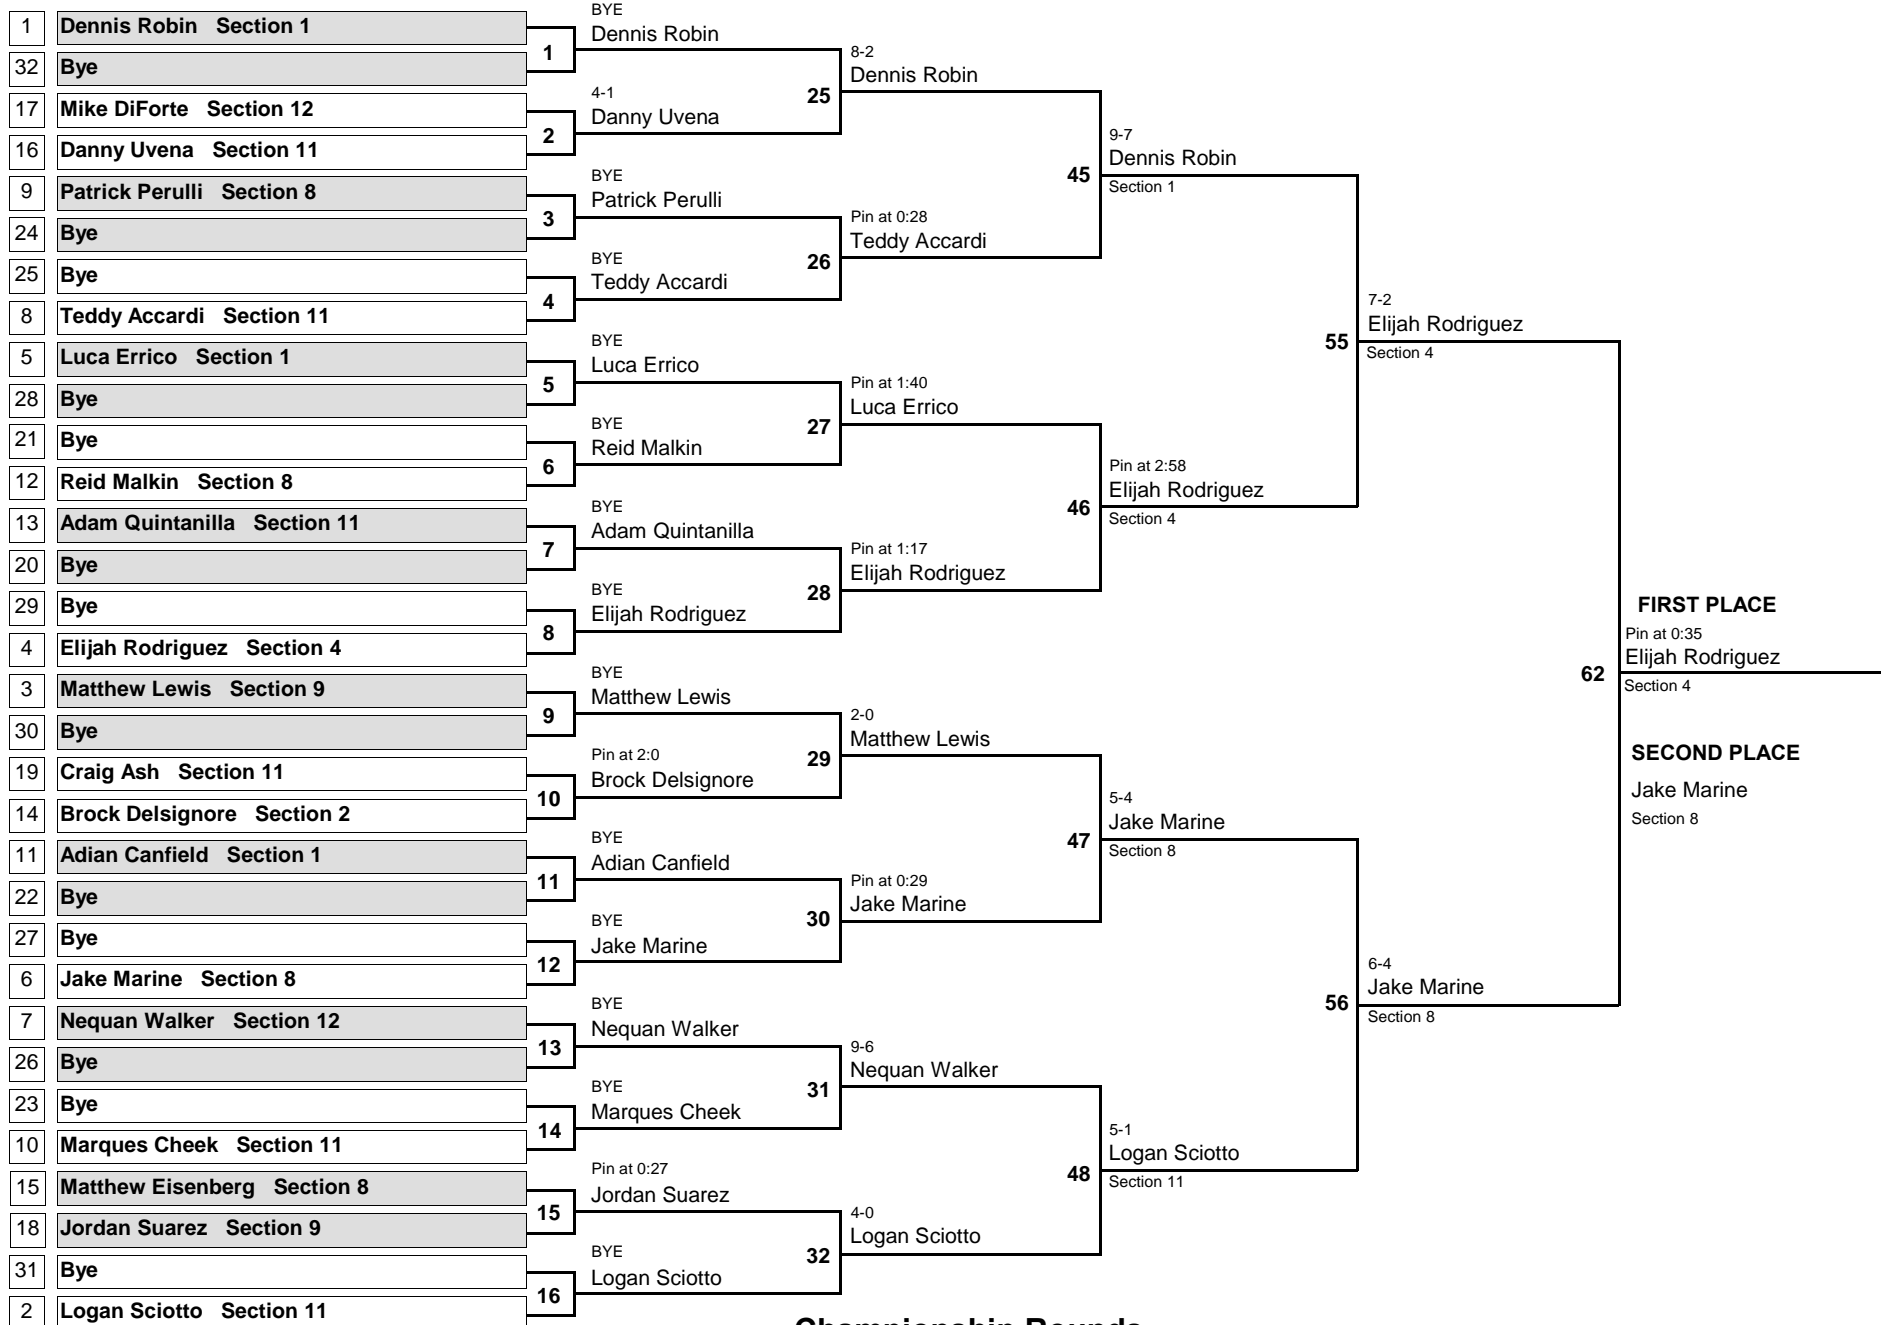 1 Dennis Robin Section 1
32 Bye
17 Mike DiForte Section 12
16 Danny Uvena Section 11
9 Patrick Perulli Section 8
24 Bye
25 Bye
8 Teddy Accardi Section 11
5 Luca Errico Section 1
28 Bye
21 Bye
12 Reid Malkin Section 8
13 Adam Quintanilla Section 11
20 Bye
29 Bye
4 Elijah Rodriguez Section 4
3 Matthew Lewis Section 9
30 Bye
19 Craig Ash Section 11
14 Brock Delsignore Section 2
11 Adian Canfield Section 1
22 Bye
27 Bye
6 Jake Marine Section 8
7 Nequan Walker Section 12
26 Bye
23 Bye
10 Marques Cheek Section 11
15 Matthew Eisenberg Section 8
18 Jordan Suarez Section 9
31 Bye
2 Logan Sciotto Section 11
1
2
3
4
5
6
7
8
9
10
11
12
13
14
15
16
BYE
Dennis Robin
4-1
Danny Uvena
BYE
Patrick Perulli
BYE
Teddy Accardi
BYE
Luca Errico
BYE
Reid Malkin
BYE
Adam Quintanilla
BYE
Elijah Rodriguez
BYE
Matthew Lewis
Pin at 2:0
Brock Delsignore
BYE
Adian Canfield
BYE
Jake Marine
BYE
Nequan Walker
BYE
Marques Cheek
Pin at 0:27
Jordan Suarez
BYE
Logan Sciotto
25
26
27
28
29
30
31
32
8-2
Dennis Robin
Pin at 0:28
Teddy Accardi
Pin at 1:40
Luca Errico
Pin at 1:17
Elijah Rodriguez
2-0
Matthew Lewis
Pin at 0:29
Jake Marine
9-6
Nequan Walker
4-0
Logan Sciotto
45
46
47
48
9-7
Dennis Robin
Section 1
Pin at 2:58
Elijah Rodriguez
Section 4
5-4
Jake Marine
Section 8
5-1
Logan Sciotto
Section 11
55
56
7-2
Elijah Rodriguez
Section 4
6-4
Jake Marine
Section 8
62
FIRST PLACE
Pin at 0:35
Elijah Rodriguez
Section 4
SECOND PLACE
Jake Marine
Section 8
Championship Rounds